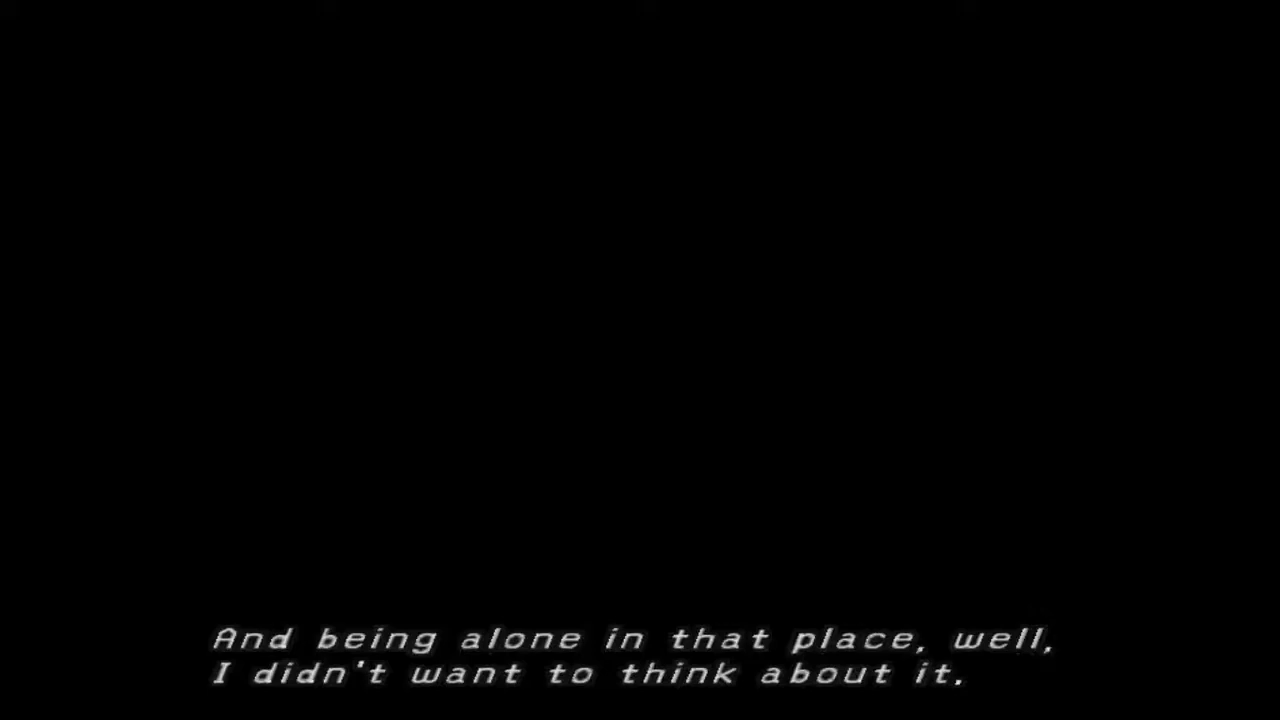 And being alone in that place, well,
I didn't want to think about it.